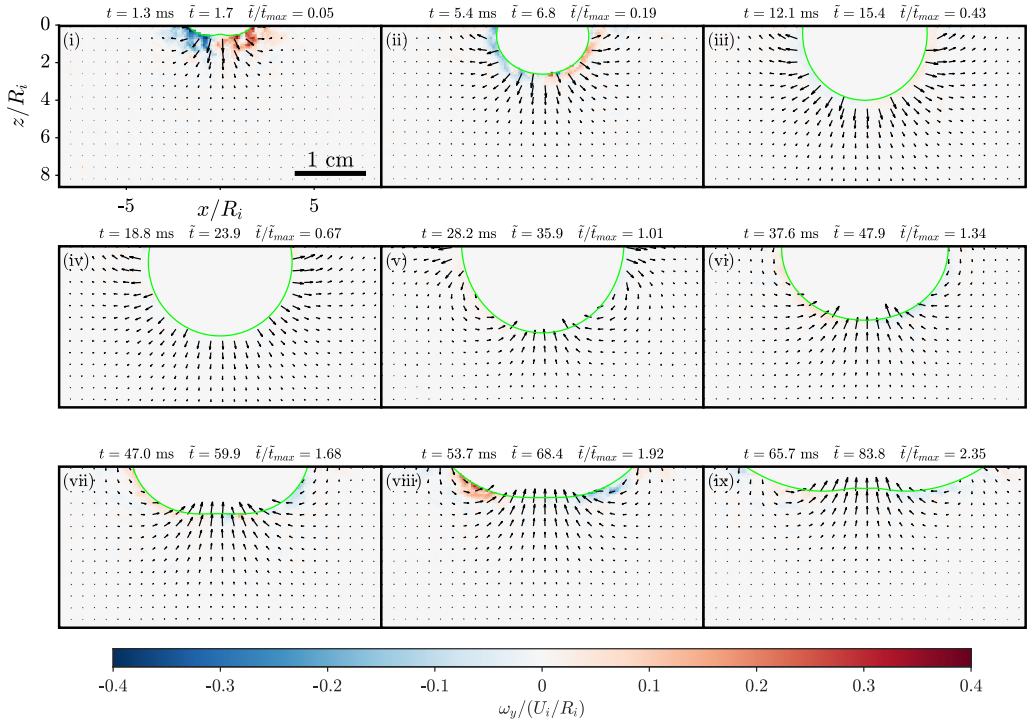 t = 1.3 ms   t̃ = 1.7   t̃/t̃max = 0.05
t = 5.4 ms   t̃ = 6.8   t̃/t̃max = 0.19
t = 12.1 ms   t̃ = 15.4   t̃/t̃max = 0.43
(i)
(ii)
(iii)
0
2
4
6
8
z/Ri
1 cm
-5
5
x/Ri
t = 18.8 ms   t̃ = 23.9   t̃/t̃max = 0.67
t = 28.2 ms   t̃ = 35.9   t̃/t̃max = 1.01
t = 37.6 ms   t̃ = 47.9   t̃/t̃max = 1.34
(iv)
(v)
(vi)
t = 47.0 ms   t̃ = 59.9   t̃/t̃max = 1.68
t = 53.7 ms   t̃ = 68.4   t̃/t̃max = 1.92
t = 65.7 ms   t̃ = 83.8   t̃/t̃max = 2.35
(vii)
(viii)
(ix)
-0.4 -0.3 -0.2 -0.1 0 0.1 0.2 0.3 0.4
ωy/(Ui/Ri)